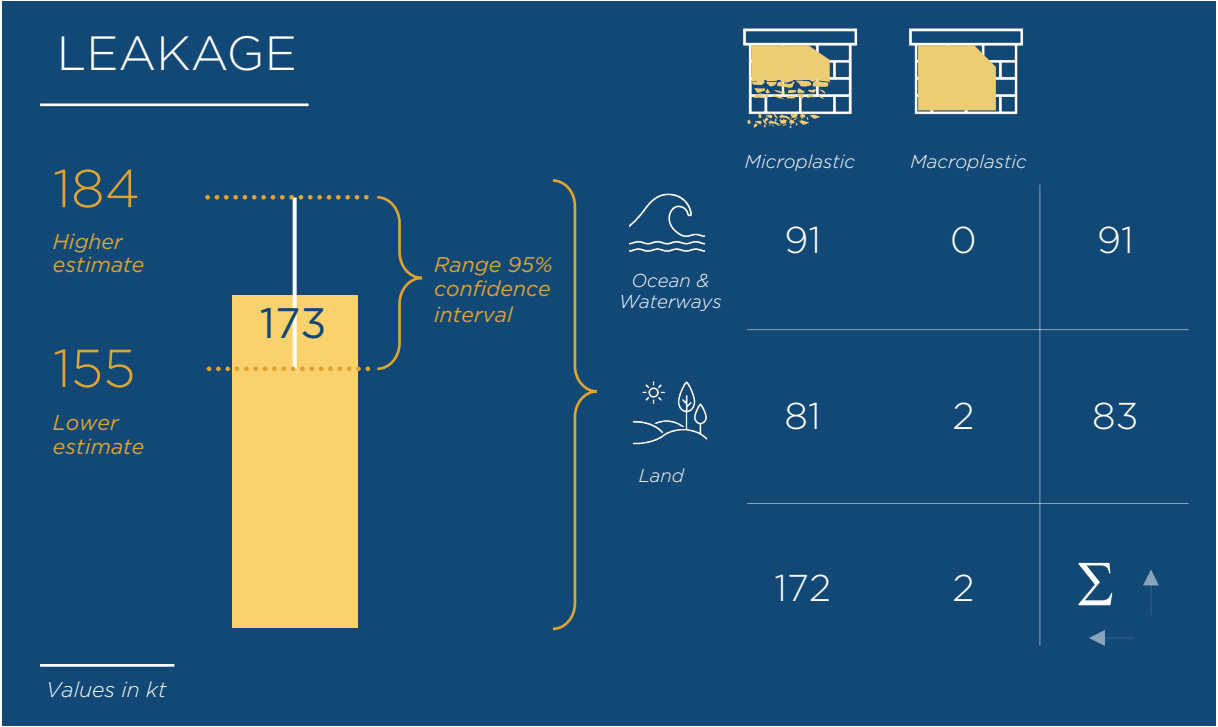 LEAKAGE
184
Higher
estimate
173
155
Lower
estimate
Range 95%
confidence
interval
Microplastic
Macroplastic
Ocean &
Waterways
91
0
91
Land
81
2
83
172
2
Σ
Values in kt